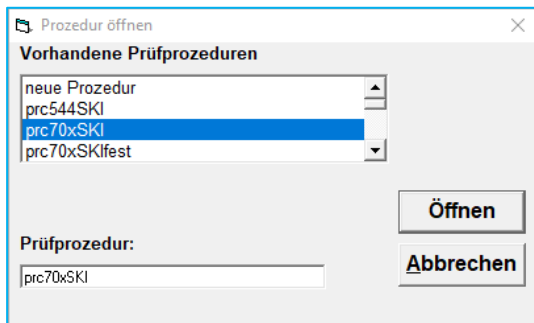 Prozedur öffnen
Vorhandene Prüfprozeduren
neue Prozedur
prc544SKI
prc70xSKI
prc70xSKIfest
Öffnen
Prüfprozedur:
Abbrechen
prc70xSKI